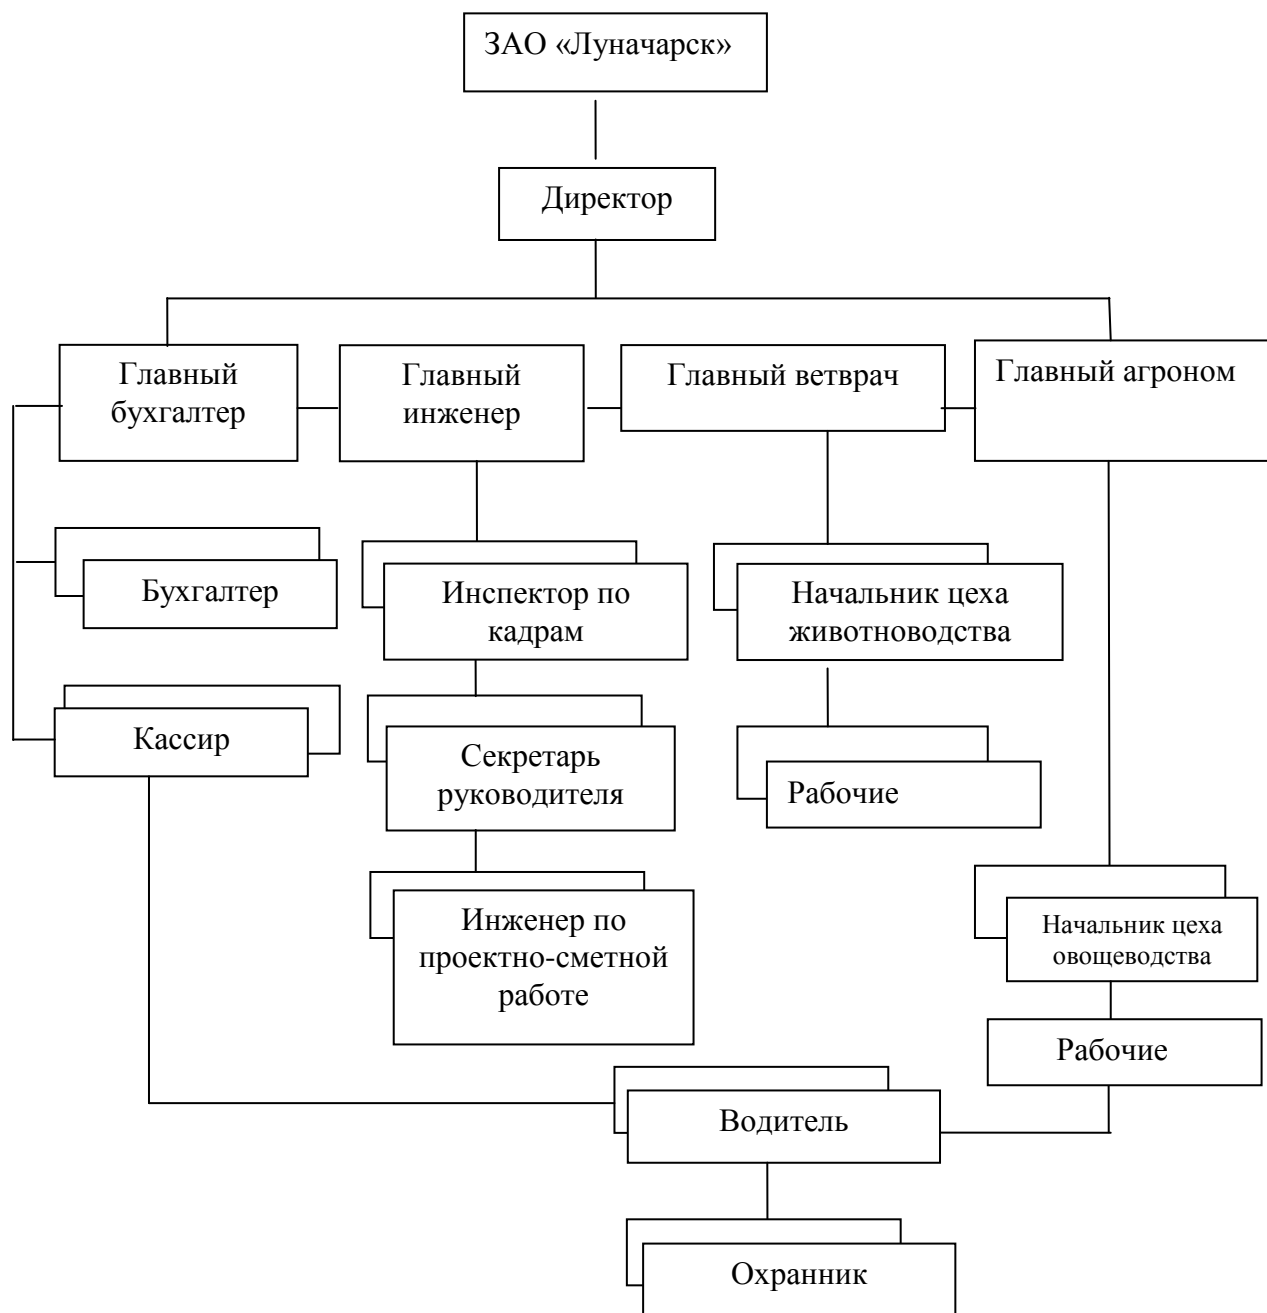 ЗАО «Луначарск»
Директор
Главный
бухгалтер
Главный
инженер
Главный ветврач
Главный агроном
Бухгалтер
Инспектор по
кадрам
Начальник цеха
животноводства
Кассир
Секретарь
руководителя
Рабочие
Инженер по
проектно-сметной
работе
Начальник цеха
овощеводства
Рабочие
Водитель
Охранник